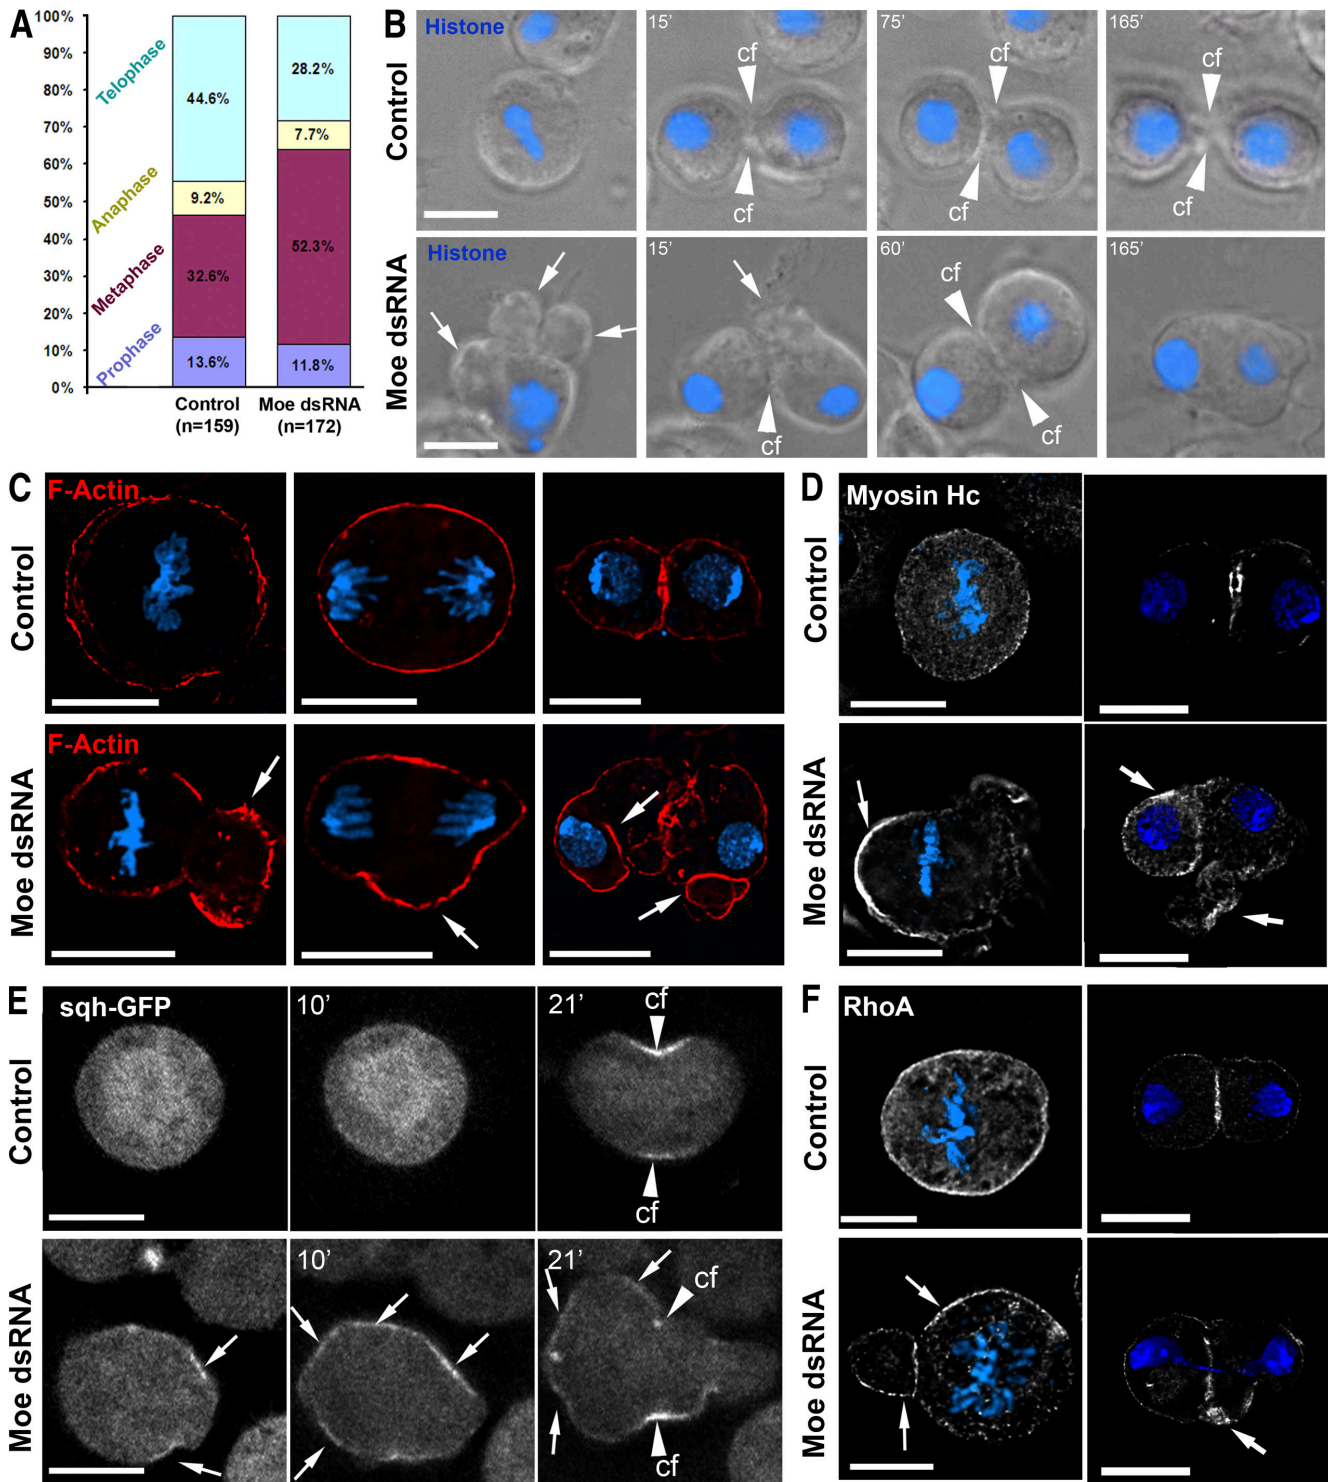 A
100%
90%
80%
70%
60%
50%
40%
30%
20%
10%
0%
Telophase
Anaphase
Metaphase
Prophase
44.6%
9.2%
32.6%
13.6%
28.2%
7.7%
52.3%
11.8%
Control
(n=159)
Moe dsRNA
(n=172)
B
Control
Histone
15’
cf
cf
75’
cf
cf
165’
cf
cf
Moe dsRNA
Histone
15’
cf
60’
cf
cf
165’
C
Control
F-Actin
Moe dsRNA
F-Actin
D
Control
Myosin Hc
Moe dsRNA
E
Control
sqh-GFP
10’
21’
cf
cf
Moe dsRNA
10’
21’
cf
cf
F
Control
RhoA
Moe dsRNA